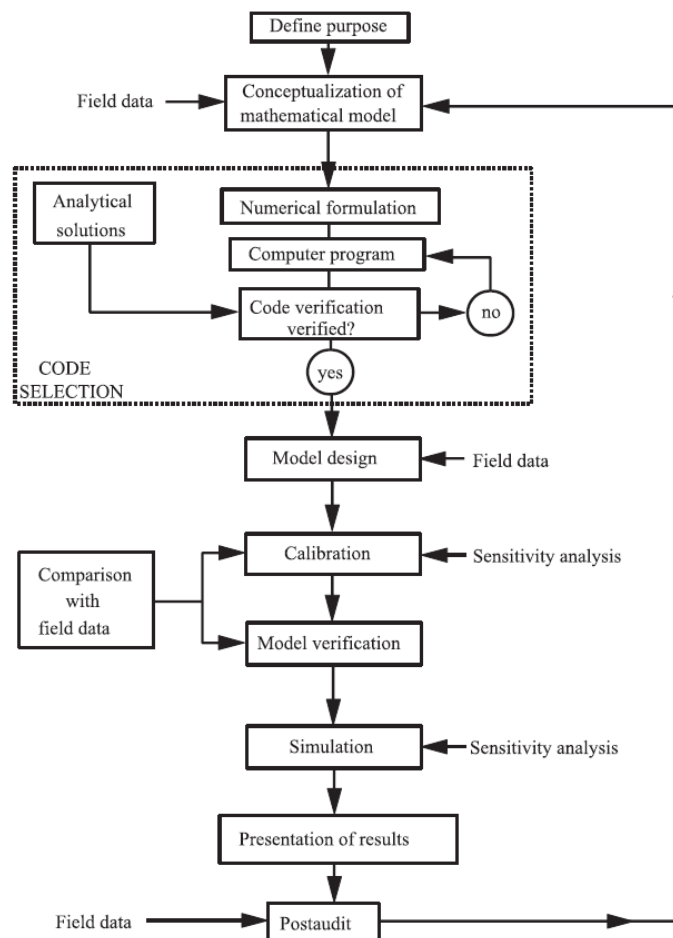 Define purpose
Field data
Conceptualization of
mathematical model
Analytical
solutions
Numerical formulation
Computer program
Code verification
verified?
no
CODE
SELECTION
yes
Model design
Field data
Calibration
Sensitivity analysis
Comparison
with
field data
Model verification
Simulation
Sensitivity analysis
Presentation of results
Field data
Postaudit